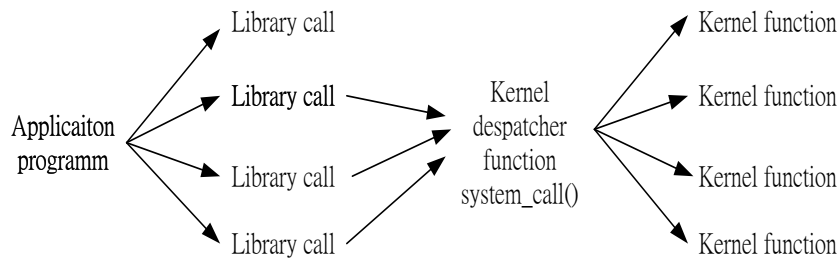 Applicaiton
programm
Library call
Library call
Library call
Library call
Kernel
despatcher
function
system_call()
Kernel function
Kernel function
Kernel function
Kernel function